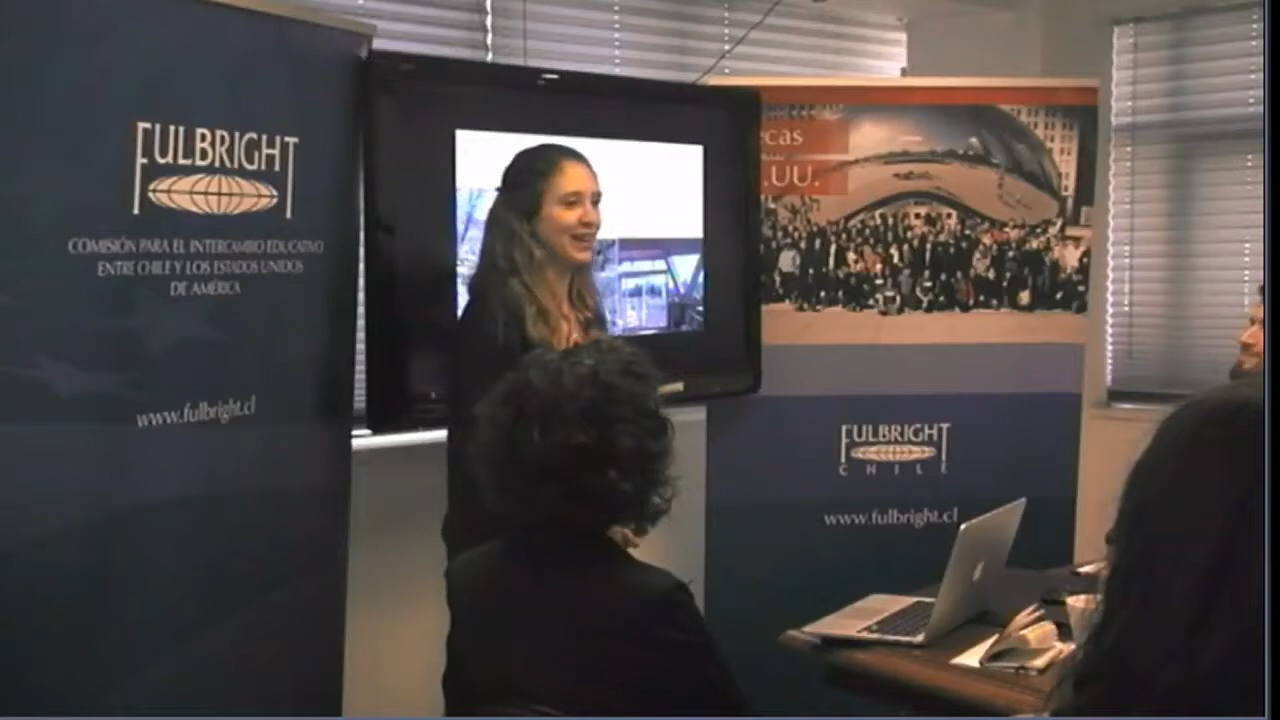 FULBRIGHT
COMISIÓN PARA EL INTERCAMBIO EDUCATIVO
ENTRE CHILE Y LOS ESTADOS UNIDOS
DE AMÉRICA
www.fulbright.cl
ecas
.UU.
FULBRIGHT
CHILE
www.fulbright.cl